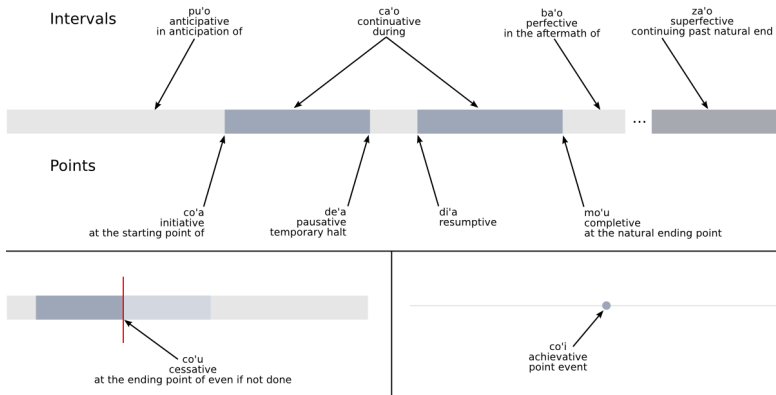 Intervals
pu'o
anticipative
in anticipation of
ca'o
continuative
during
ba'o
perfective
in the aftermath of
za'o
superfective
continuing past natural end
...
Points
co'a
initiative
at the starting point of
de'a
pausative
temporary halt
di'a
resumptive
mo'u
completive
at the natural ending point
co'u
cessative
at the ending point of even if not done
co'i
achievative
point event